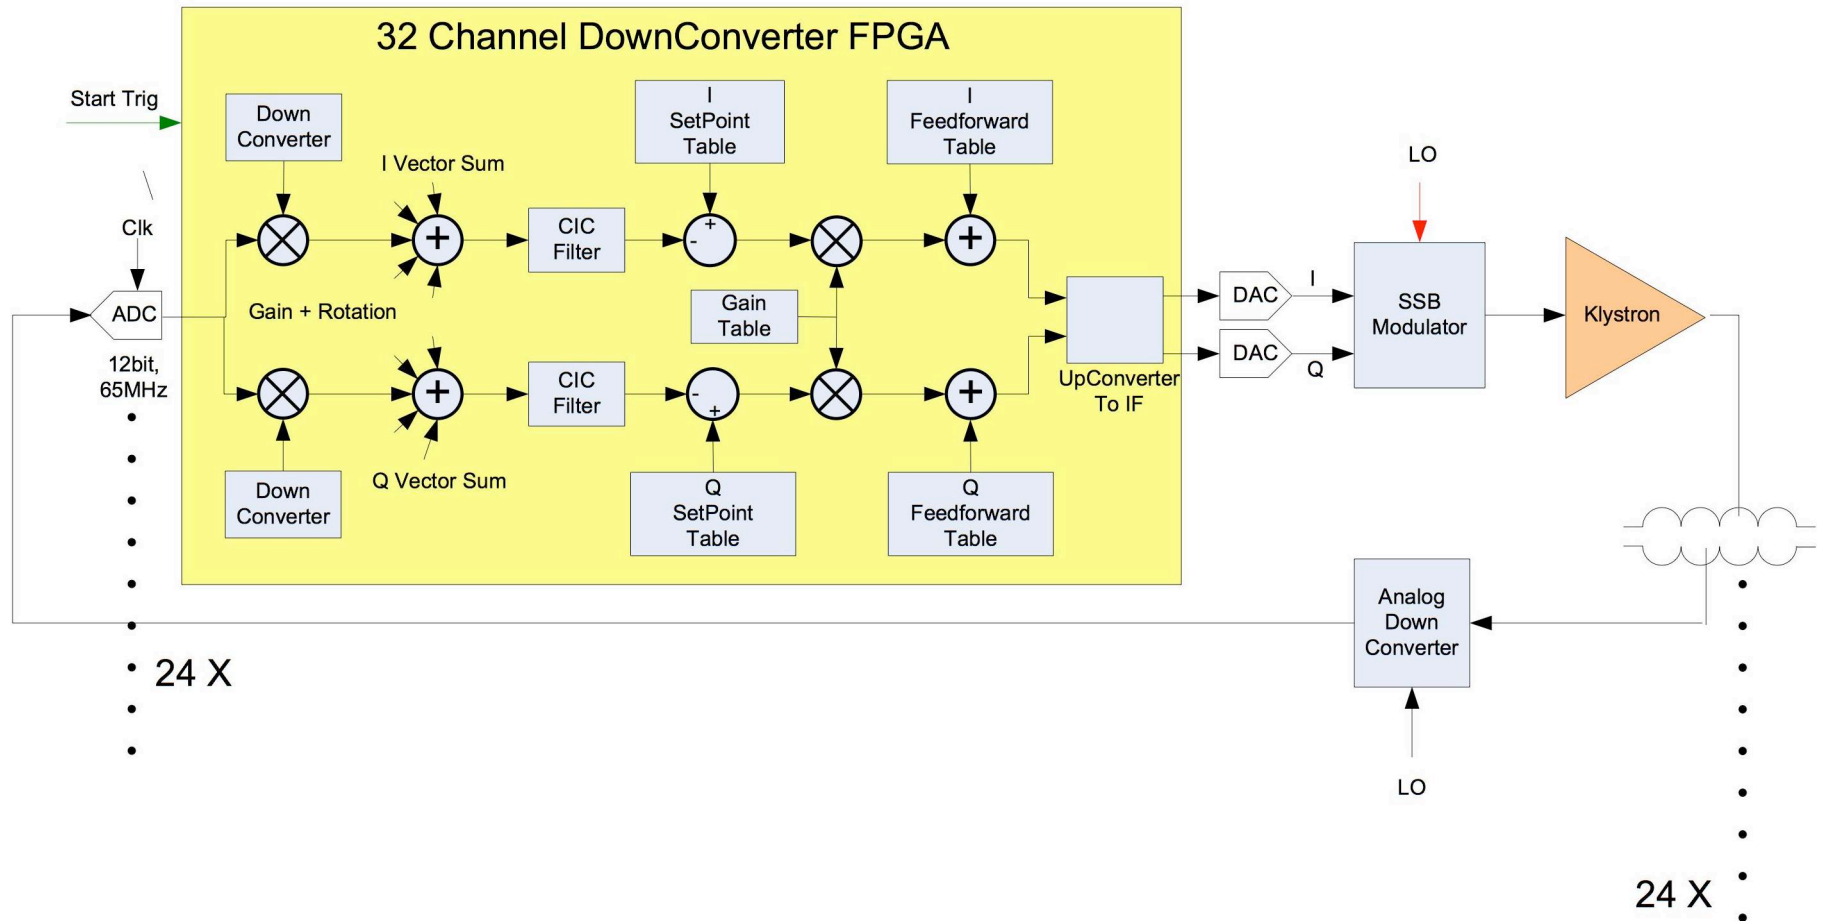 32 Channel DownConverter FPGA
Start Trig
Clk
ADC
12bit,
65MHz
24 X
Down
Converter
I Vector Sum
Gain + Rotation
Q Vector Sum
Down
Converter
CIC
Filter
CIC
Filter
I
SetPoint
Table
+
-
Gain
Table
-
+
Q
SetPoint
Table
I
Feedforward
Table
Q
Feedforward
Table
+
+
+
+
UpConverter
To IF
DAC
I
DAC
Q
LO
SSB
Modulator
Klystron
Analog
Down
Converter
LO
24 X